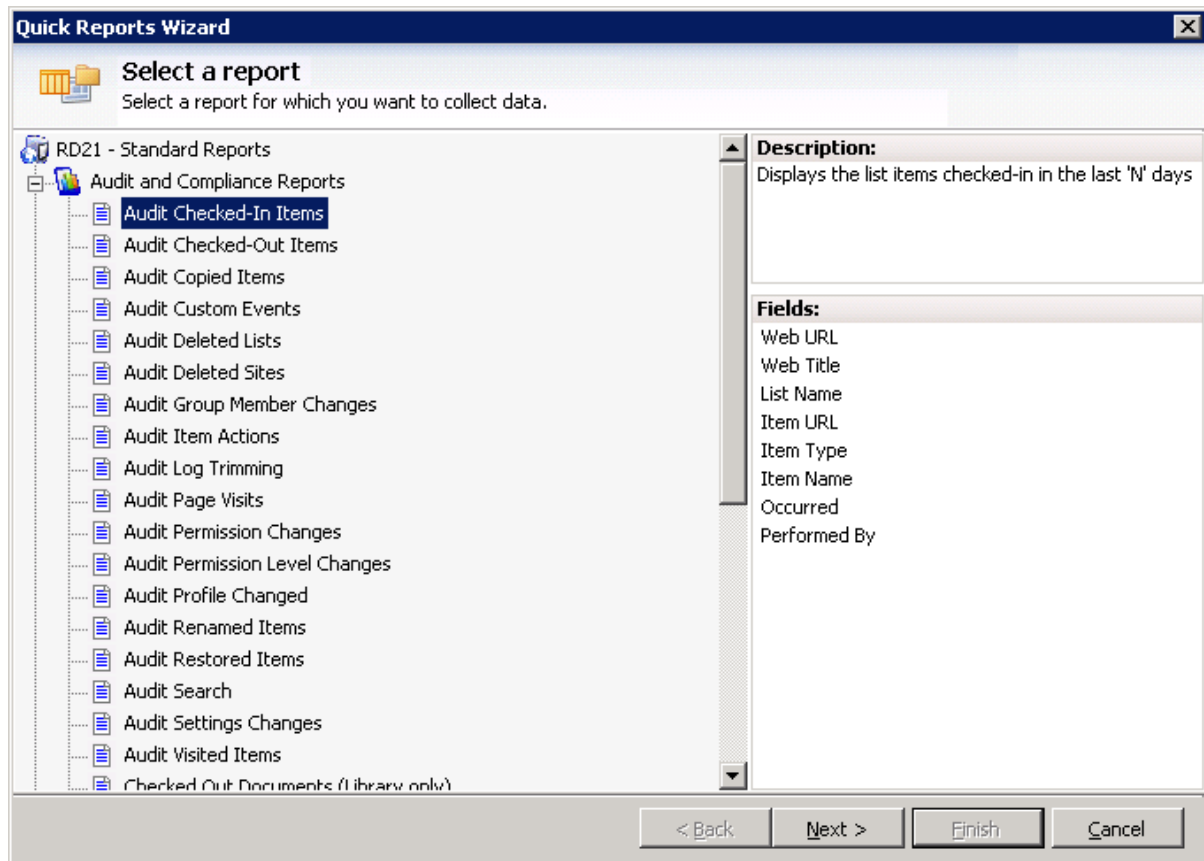 Quick Reports Wizard
Select a report
Select a report for which you want to collect data.
RD21 - Standard Reports
Audit and Compliance Reports
Audit Checked-In Items
Audit Checked-Out Items
Audit Copied Items
Audit Custom Events
Audit Deleted Lists
Audit Deleted Sites
Audit Group Member Changes
Audit Item Actions
Audit Log Trimming
Audit Page Visits
Audit Permission Changes
Audit Permission Level Changes
Audit Profile Changed
Audit Renamed Items
Audit Restored Items
Audit Search
Audit Settings Changes
Audit Visited Items
Checked Out Documents (Library only)
Description:
Displays the list items checked-in in the last 'N' days
Fields:
Web URL
Web Title
List Name
Item URL
Item Type
Item Name
Occurred
Performed By
< Back
Next >
Finish
Cancel